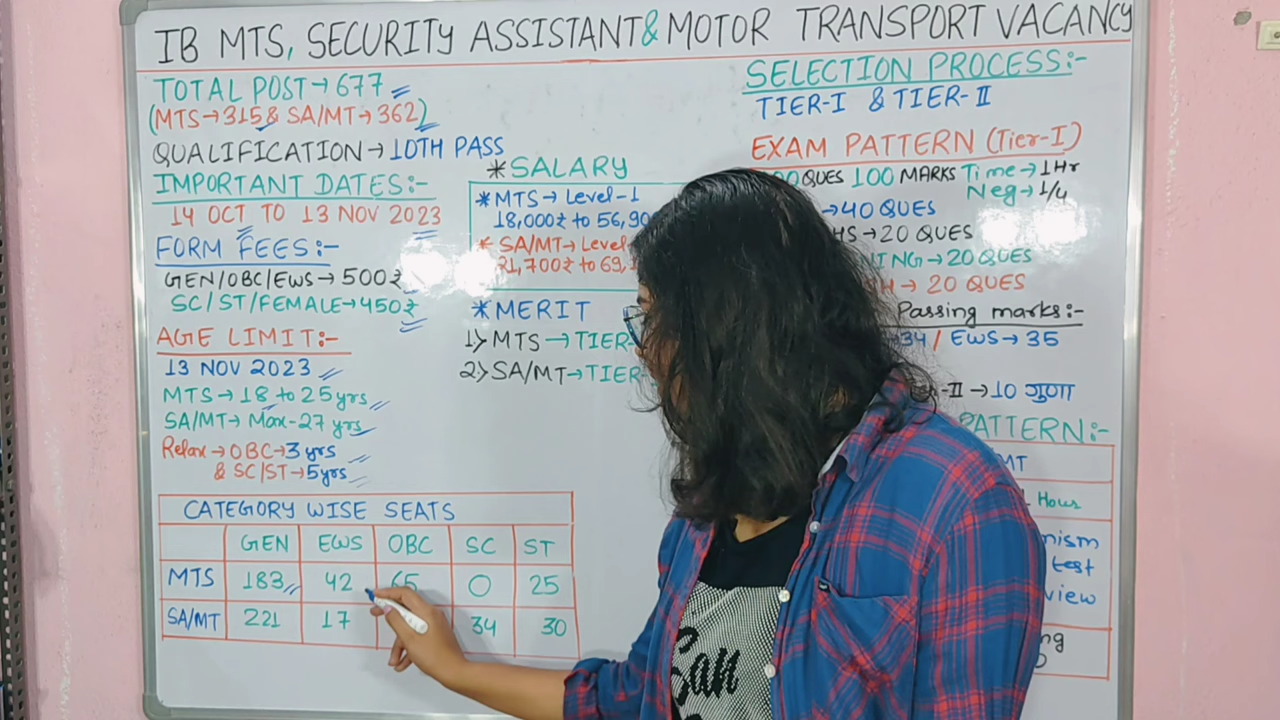 IB MTS, SECURITY ASSISTANT & MOTOR TRANSPORT VACANCY
TOTAL POST→677
(MTS→315 & SA/MT→362)
QUALIFICATION→10TH PASS
IMPORTANT DATES:-
14 OCT TO 13 NOV 2023
FORM FEES:-
GEN/OBC/EWS→500₹
SC/ST/FEMALE→450₹
AGE LIMIT:-
13 NOV 2023
MTS→18 to 25yrs
SA/MT→Max-27 yrs
Relax→OBC→3 yrs
& SC/ST→5yrs
CATEGORY WISE SEATS
GEN EWS OBC SC ST
MTS 183 42 65 0 25
SA/MT 221 17 34 30
*SALARY
*MTS→Level-1
18,000₹ to 56,90
*SA/MT→Level-
21,700₹ to 69,1
*MERIT
1)→MTS→TIER-
2)→SA/MT→TIER-
SELECTION PROCESS:-
TIER-I & TIER-II
EXAM PATTERN (Tier-I)
QUES 100 MARKS Time→1Hr
Neg→1/4
→40 QUES
HS→20 QUES
NING→20 QUES
SH→20 QUES
Passing marks:-
34/ EWS→35
-II→10 गुणा
PATTERN:-
MT
Hours
nism
test
view
ng